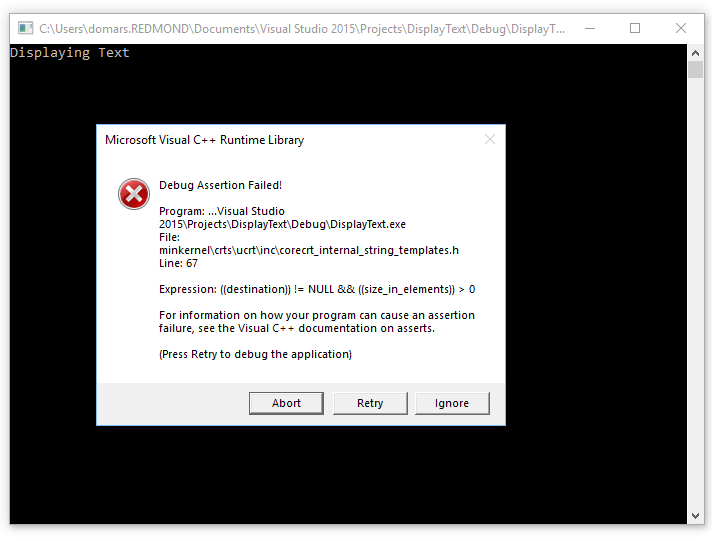 C:\Users\domars.REDMOND\Documents\Visual Studio 2015\Projects\DisplayText\Debug\DisplayT...
Displaying Text
Microsoft Visual C++ Runtime Library
Debug Assertion Failed!
Program: ...Visual Studio
2015\Projects\DisplayText\Debug\DisplayText.exe
File:
minkernel\crts\ucrt\inc\corecrt_internal_string_templates.h
Line: 67
Expression: ((destination)) != NULL && ((size_in_elements)) > 0
For information on how your program can cause an assertion
failure, see the Visual C++ documentation on asserts.
(Press Retry to debug the application)
Abort Retry Ignore